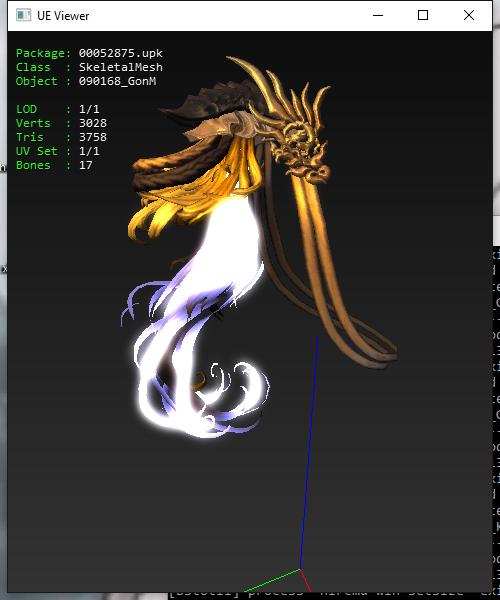 UE Viewer
Package: 00052875.upk
Class : SkeletalMesh
Object : 090168_GonM
LOD : 1/1
Verts : 3028
Tris : 3758
UV Set : 1/1
Bones : 17